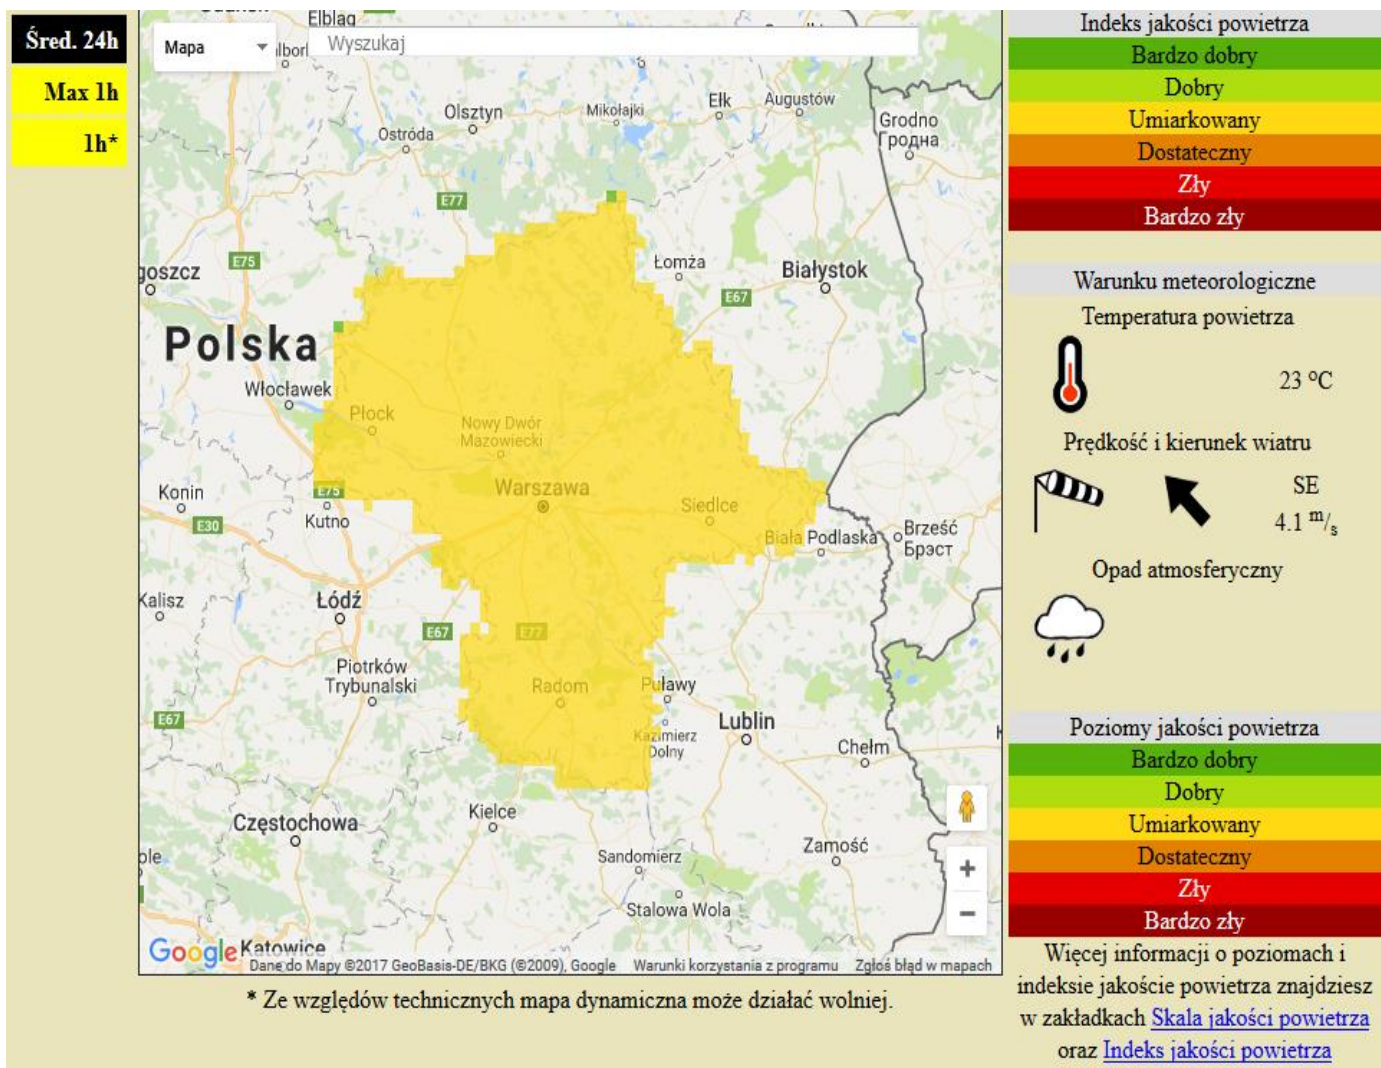 Śred. 24h
Max 1h
1h*
Mapa
Wyszukaj
Elbląg
Olsztyn
Mikołajki
Ełk
Augustów
Grodno
Гродна
Ostróda
E77
E75
Łomża
Białystok
E67
Polska
Włocławek
Płock
Nowy Dwór
Mazowiecki
Konin
E75
Warszawa
Siedlce
E30
Kutno
Biała Podlaska
Brześć
Брэст
Kalisz
Łódź
E67
E77
Piotrków
Trybunalski
Radom
Puławy
E67
Kazimierz
Dolny
Lublin
Chełm
Kielce
Częstochowa
Zamość
Sandomierz
Stalowa Wola
+
−
Google
Katowice
Dane do Mapy ©2017 GeoBasis-DE/BKG (©2009), Google
Warunki korzystania z programu
Zgłoś błąd w mapach
* Ze względów technicznych mapa dynamiczna może działać wolniej.
Indeks jakości powietrza
Bardzo dobry
Dobry
Umiarkowany
Dostateczny
Zły
Bardzo zły
Warunku meteorologiczne
Temperatura powietrza
23 °C
Prędkość i kierunek wiatru
SE
4.1 m/s
Opad atmosferyczny
Poziomy jakości powietrza
Bardzo dobry
Dobry
Umiarkowany
Dostateczny
Zły
Bardzo zły
Więcej informacji o poziomach i
indeksie jakoście powietrza znajdziesz
w zakładkach Skala jakości powietrza
oraz Indeks jakości powietrza